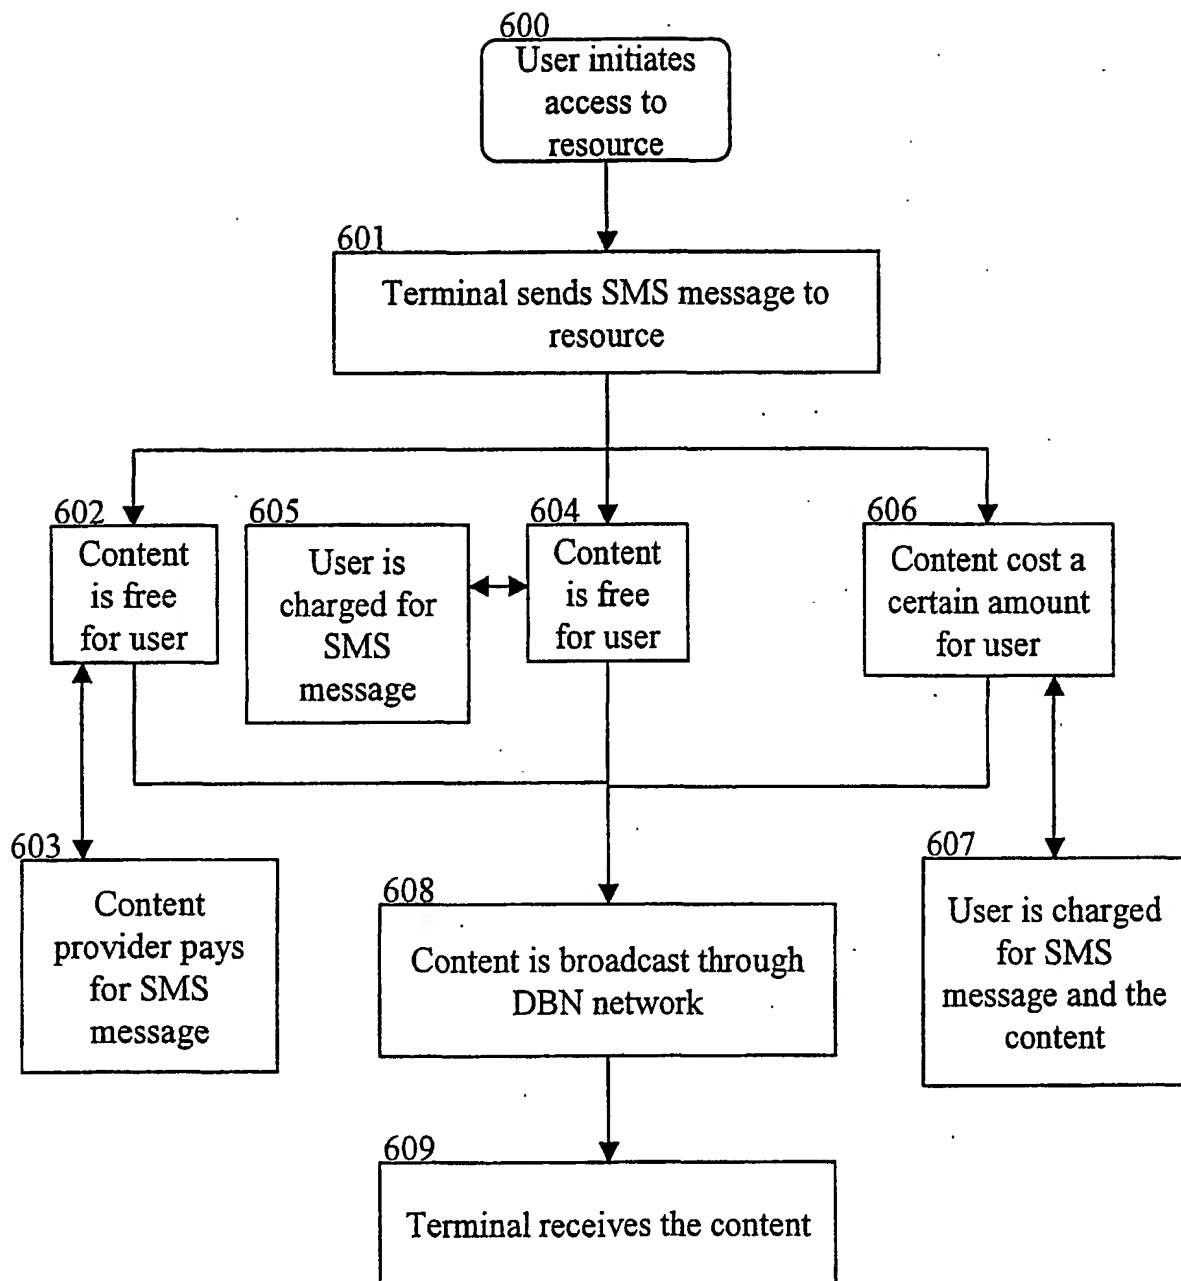 600
User initiates
access to
resource
601
Terminal sends SMS message to
resource
602
Content
is free
for user
605
User is
charged for
SMS
message
604
Content
is free
for user
606
Content cost a
certain amount
for user
603
Content
provider pays
for SMS
message
608
Content is broadcast through
DBN network
607
User is charged
for SMS
message and the
content
609
Terminal receives the content